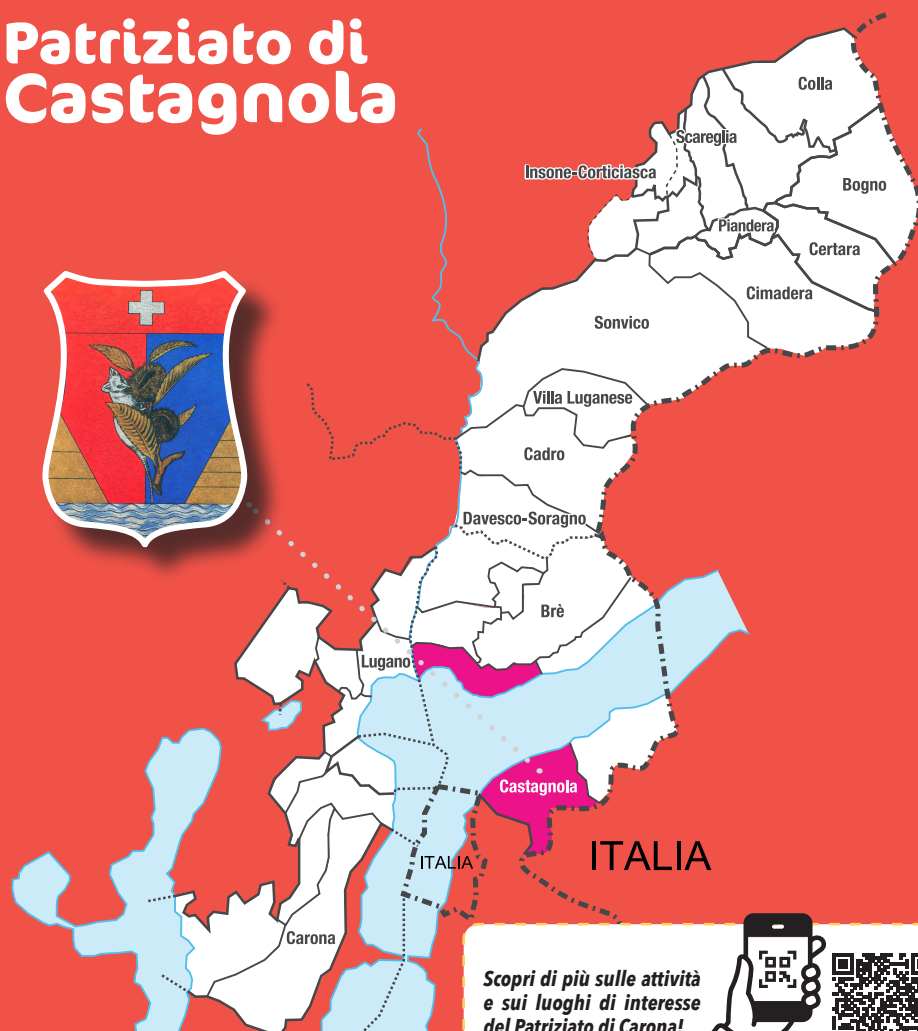 Patriziato di
Castagnola
Colla
Scareglia
Insone-Corticiasca
Bogno
Piandera
Certara
Cimadera
Sonvico
Villa Luganese
Cadro
Davesco-Soragno
Brè
Lugano
Castagnola
ITALIA
ITALIA
Carona
Scopri di più sulle attività
e sui luoghi di interesse
del Patriziato di Carona!